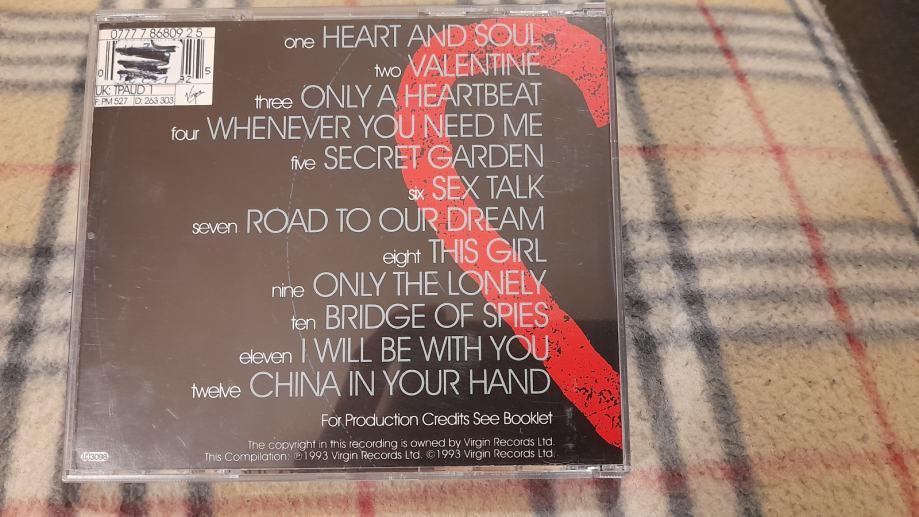 0777 7 86809 2 5
UK: TPAUD 1
F: PM 527 D: 263 303
Virgin
one HEART AND SOUL
two VALENTINE
three ONLY A HEARTBEAT
four WHENEVER YOU NEED ME
five SECRET GARDEN
six SEX TALK
seven ROAD TO OUR DREAM
eight THIS GIRL
nine ONLY THE LONELY
ten BRIDGE OF SPIES
eleven I WILL BE WITH YOU
twelve CHINA IN YOUR HAND
For Production Credits See Booklet
The copyright in this recording is owned by Virgin Records Ltd.
This Compilation: ℗1993 Virgin Records Ltd. ©1993 Virgin Records Ltd.
LC3098